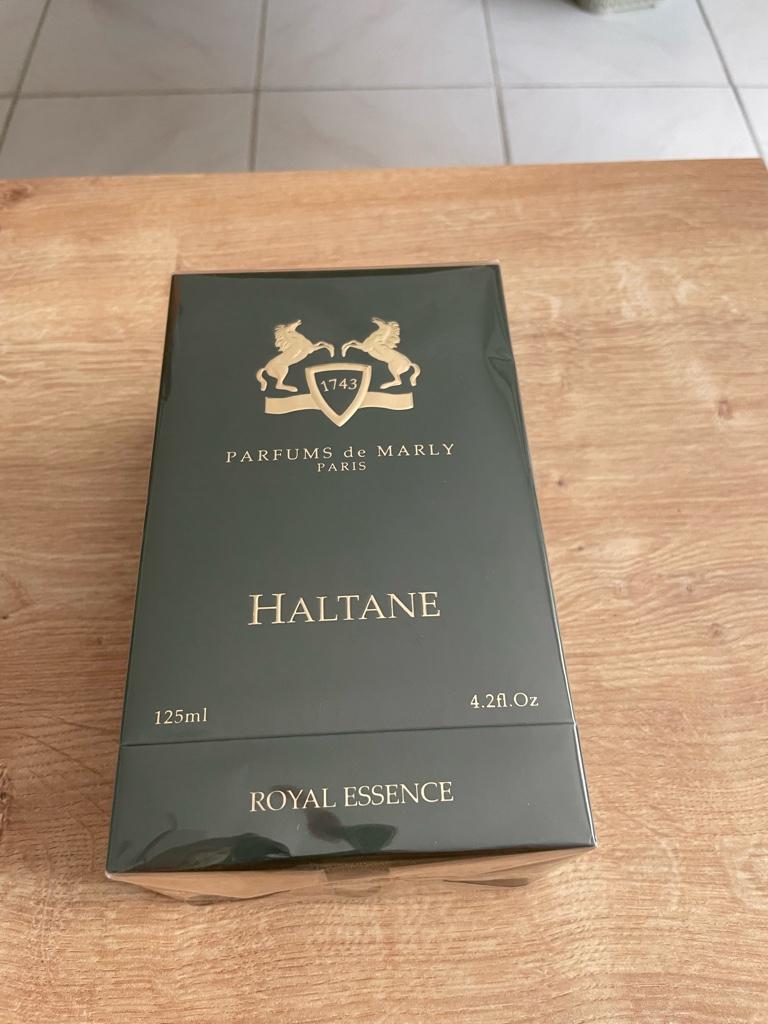 1743
PARFUMS de MARLY
PARIS
HALTANE
125ml 4.2fl.Oz
ROYAL ESSENCE